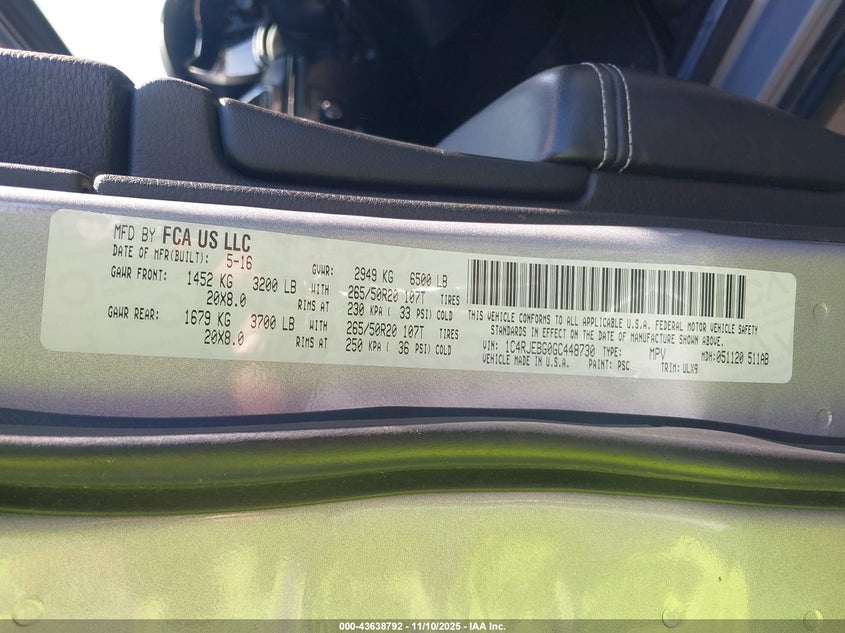 MFD BY FCA US LLC
DATE OF MFR(BUILT): 5-16
GVWR: 2949 KG 6500 LB
GAWR FRONT: 1452 KG 3200 LB WITH 265/50R20 107T TIRES
20X8.0 RIMS AT 230 KPA ( 33 PSI) COLD
GAWR REAR: 1679 KG 3700 LB WITH 265/50R20 107T TIRES
20X8.0 RIMS AT 250 KPA ( 36 PSI) COLD
THIS VEHICLE CONFORMS TO ALL APPLICABLE U.S.A. FEDERAL MOTOR VEHICLE SAFETY
BUMPER AND THEFT PREVENTION STANDARDS IN EFFECT ON THE DATE OF MANUFACTURE SHOWN ABOVE.
VIN: 1C4RJEBG0GC448730 TYPE: MPV MDH: 051120 511AB
VEHICLE MADE IN U.S.A. PAINT: PSC TRIM: ULX9
000-43638792 - 11/10/2025 - IAA Inc.